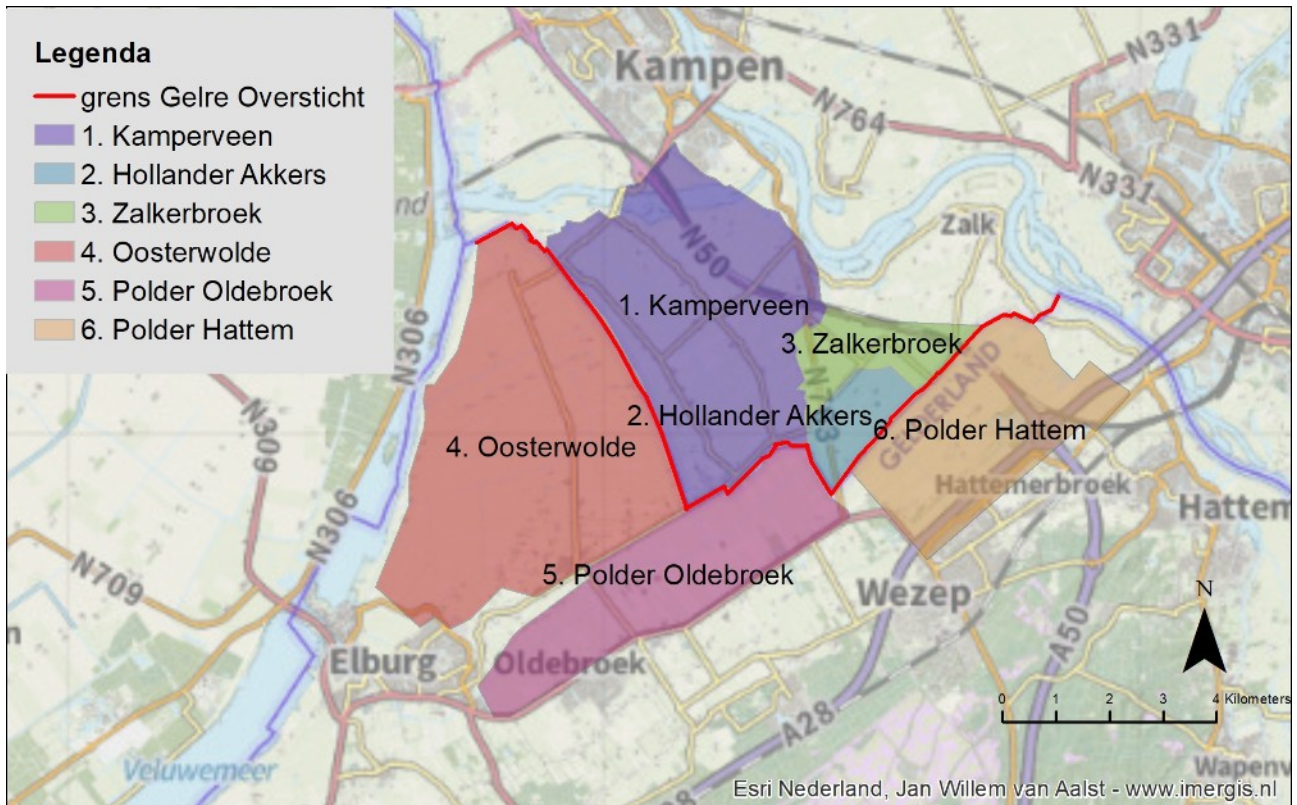 Legenda
grens Gelre Oversticht
1. Kamperveen
2. Hollander Akkers
3. Zalkerbroek
4. Oosterwolde
5. Polder Oldebroek
6. Polder Hattem
Kampen
N331
N764
N331
Zalk
nd
N50
1. Kamperveen
N306
3. Zalkerbroek
GELDERLAND
N309
2. Hollander Akkers
6. Polder Hattem
4. Oosterwolde
Hattemerbroek
Hattem
N306
N709
5. Polder Oldebroek
Wezep
N
n
A50
Elburg
Oldebroek
0 1 2 3 4 Kilometers
A28
Veluwemeer
Wapenv
Esri Nederland, Jan Willem van Aalst - www.imergis.nl